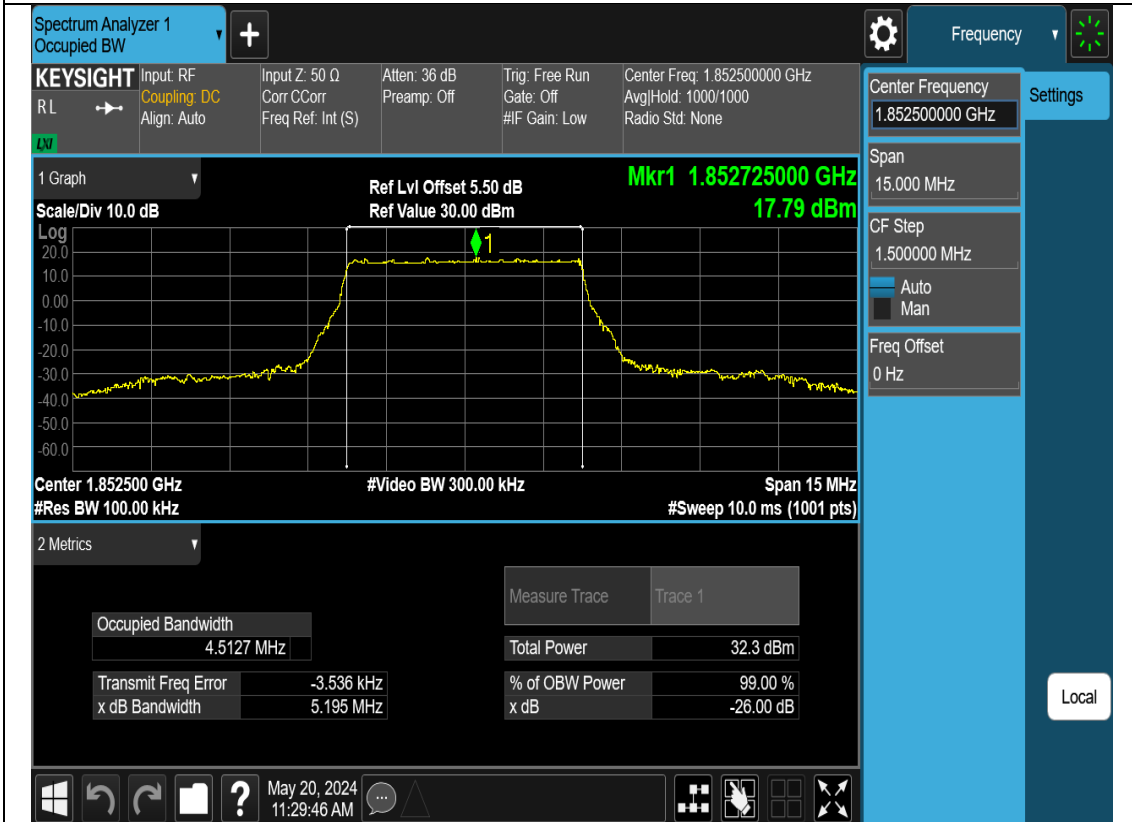 Spectrum Analyzer 1
Occupied BW
+
Frequency
KEYSIGHT
R L
LXI
Input: RF
Coupling: DC
Align: Auto
Input Z: 50 Ω
Corr CCorr
Freq Ref: Int (S)
Atten: 36 dB
Preamp: Off
Trig: Free Run
Gate: Off
#IF Gain: Low
Center Freq: 1.852500000 GHz
Avg|Hold: 1000/1000
Radio Std: None
Center Frequency
1.852500000 GHz
Settings
Span
15.000 MHz
CF Step
1.500000 MHz
Auto
Man
Freq Offset
0 Hz
Local
1 Graph
Scale/Div 10.0 dB
Ref Lvl Offset 5.50 dB
Ref Value 30.00 dBm
Mkr1 1.852725000 GHz
17.79 dBm
Log
1
20.0
10.0
0.00
-10.0
-20.0
-30.0
-40.0
-50.0
-60.0
Center 1.852500 GHz
#Res BW 100.00 kHz
#Video BW 300.00 kHz
Span 15 MHz
#Sweep 10.0 ms (1001 pts)
2 Metrics
Measure Trace Trace 1
Occupied Bandwidth
4.5127 MHz
Total Power 32.3 dBm
Transmit Freq Error -3.536 kHz
% of OBW Power 99.00 %
x dB Bandwidth 5.195 MHz
x dB -26.00 dB
?
May 20, 2024
11:29:46 AM